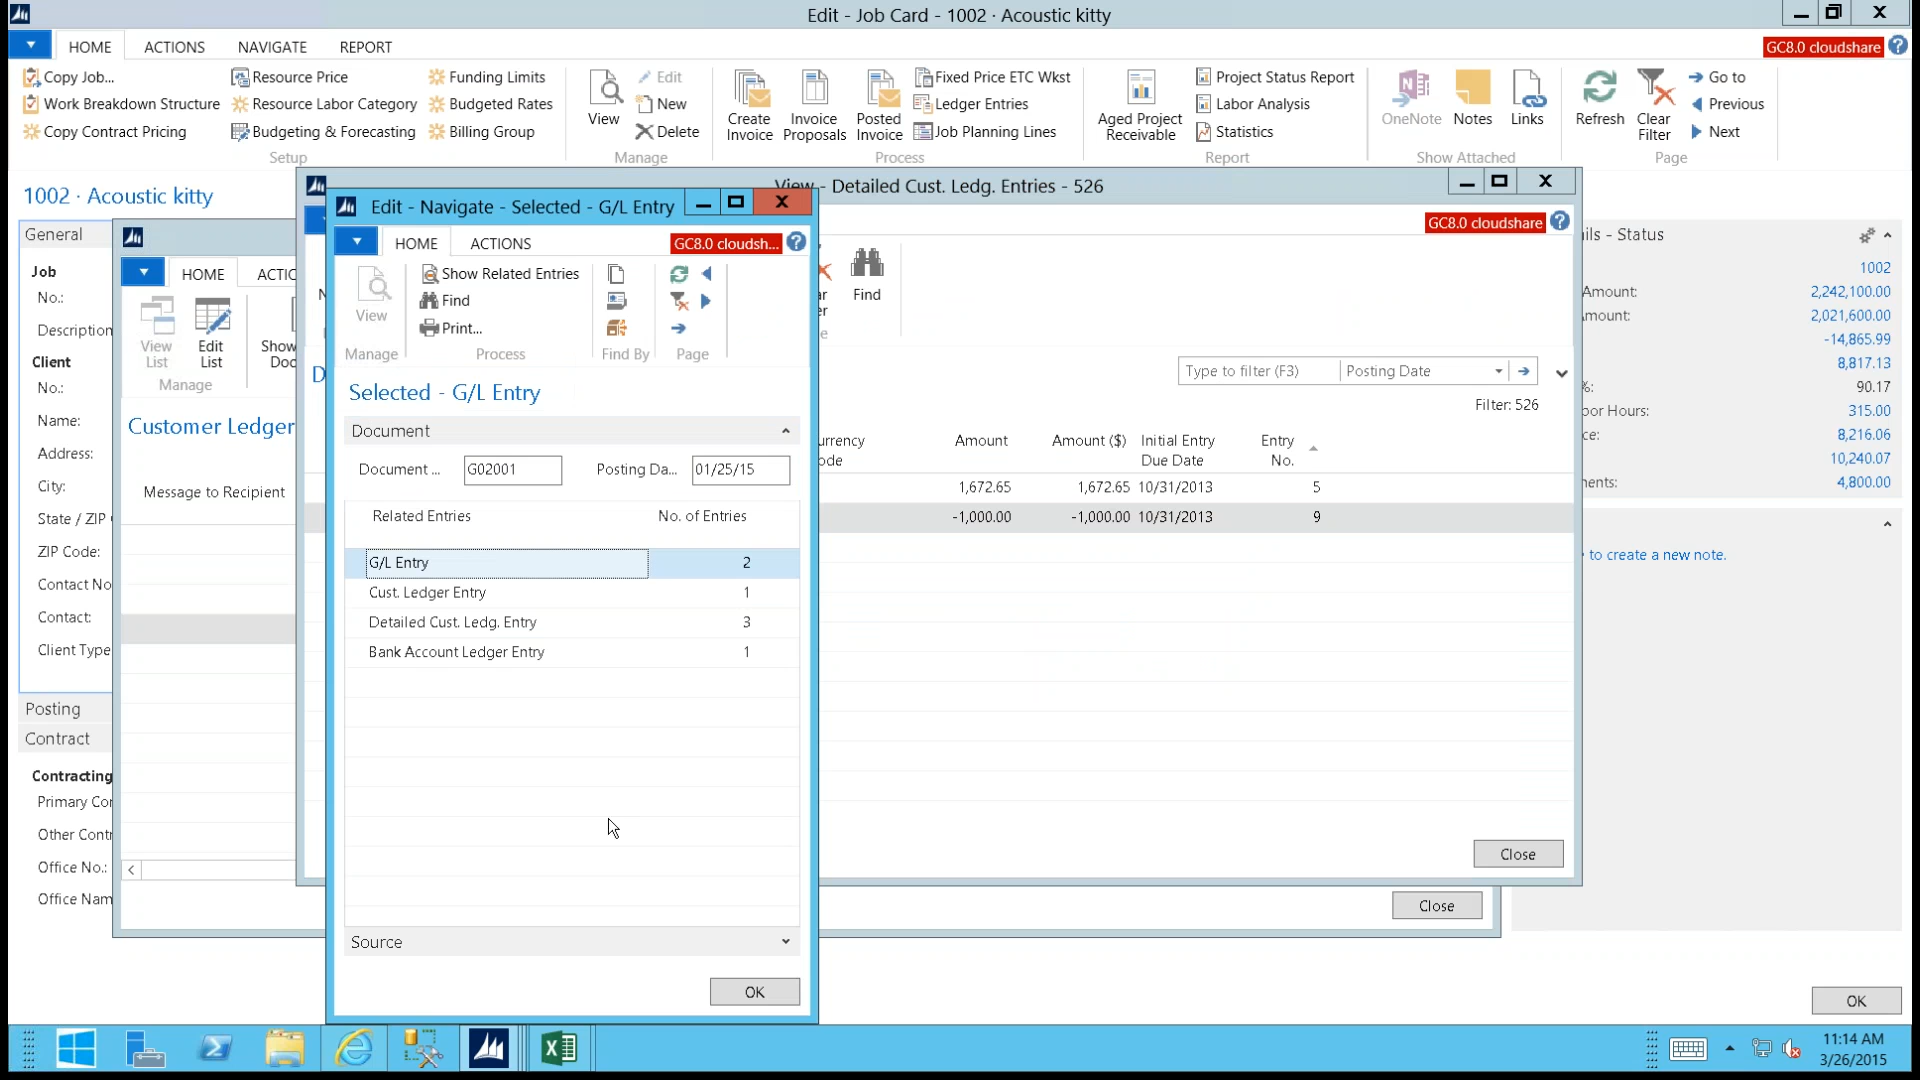 Edit - Job Card - 1002 · Acoustic kitty
HOME ACTIONS NAVIGATE REPORT
GC8.0 cloudshare
Copy Job...
Work Breakdown Structure
Copy Contract Pricing
Resource Price
Resource Labor Category
Budgeting & Forecasting
Funding Limits
Budgeted Rates
Billing Group
Setup
View
Edit
New
Delete
Manage
Create Invoice
Invoice Proposals
Posted Invoice
Fixed Price ETC Wkst
Ledger Entries
Job Planning Lines
Process
Aged Project Receivable
Project Status Report
Labor Analysis
Statistics
Report
OneNote
Notes
Links
Show Attached
Refresh
Clear Filter
Go to
Previous
Next
Page
1002 · Acoustic kitty
General
Job
No.:
Description
Client
No.:
Name:
Address:
City:
State / ZIP
ZIP Code:
Contact No
Contact:
Client Type
Posting
Contract
Contracting
Primary Cor
Other Contr
Office No.:
Office Nam
HOME ACTIC
View List
Edit List
Show
Doc
Manage
Customer Ledger
Message to Recipient
Close
View - Detailed Cust. Ledg. Entries - 526
GC8.0 cloudshare
Find
Type to filter (F3) Posting Date
Filter: 526
urrency
ode
Amount Amount ($) Initial Entry Due Date Entry No.
1,672.65 1,672.65 10/31/2013 5
-1,000.00 -1,000.00 10/31/2013 9
Close
Edit - Navigate - Selected - G/L Entry
HOME ACTIONS
GC8.0 cloudsh...
View
Manage
Show Related Entries
Find
Print...
Process
Find By
Page
Selected - G/L Entry
Document
Document ... G02001 Posting Da... 01/25/15
Related Entries No. of Entries
G/L Entry 2
Cust. Ledger Entry 1
Detailed Cust. Ledg. Entry 3
Bank Account Ledger Entry 1
Source
OK
ils - Status
1002
Amount: 2,242,100.00
mount: 2,021,600.00
-14,865.99
8,817.13
%: 90.17
or Hours: 315.00
ce: 8,216.06
10,240.07
nents: 4,800.00
to create a new note.
OK
11:14 AM
3/26/2015